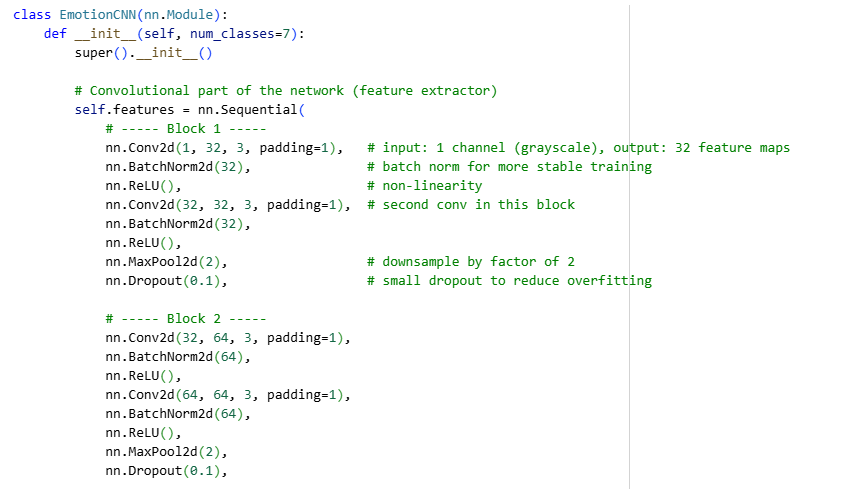 class EmotionCNN(nn.Module):
    def __init__(self, num_classes=7):
        super().__init__()

        # Convolutional part of the network (feature extractor)
        self.features = nn.Sequential(
            # ----- Block 1 -----
            nn.Conv2d(1, 32, 3, padding=1),   # input: 1 channel (grayscale), output: 32 feature maps
            nn.BatchNorm2d(32),               # batch norm for more stable training
            nn.ReLU(),                        # non-linearity
            nn.Conv2d(32, 32, 3, padding=1),  # second conv in this block
            nn.BatchNorm2d(32),
            nn.ReLU(),
            nn.MaxPool2d(2),                  # downsample by factor of 2
            nn.Dropout(0.1),                  # small dropout to reduce overfitting

            # ----- Block 2 -----
            nn.Conv2d(32, 64, 3, padding=1),
            nn.BatchNorm2d(64),
            nn.ReLU(),
            nn.Conv2d(64, 64, 3, padding=1),
            nn.BatchNorm2d(64),
            nn.ReLU(),
            nn.MaxPool2d(2),
            nn.Dropout(0.1),